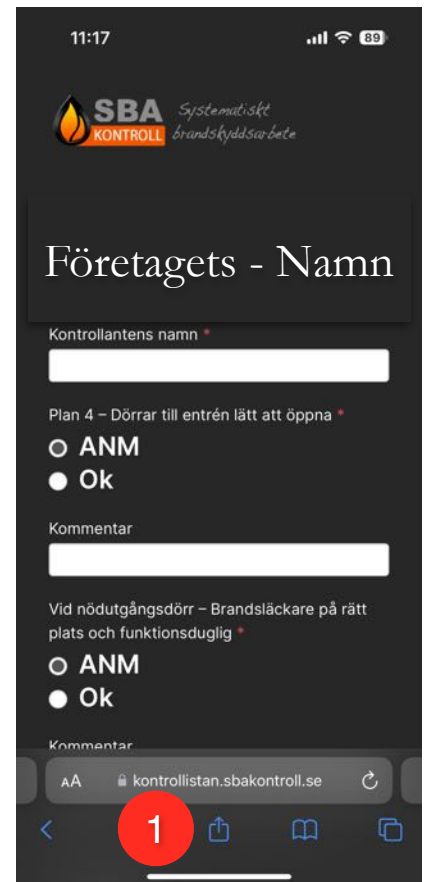 11:17
89
SBA
KONTROLL
Systematiskt
brandskyddsarbete
Företagets - Namn
Kontrollantens namn *
Plan 4 – Dörrar till entrén lätt att öppna *
ANM
Ok
Kommentar
Vid nödutgångsdörr – Brandsläckare på rätt
plats och funktionsduglig *
ANM
Ok
Kommentar
AA kontrollistan.sbakontroll.se
1